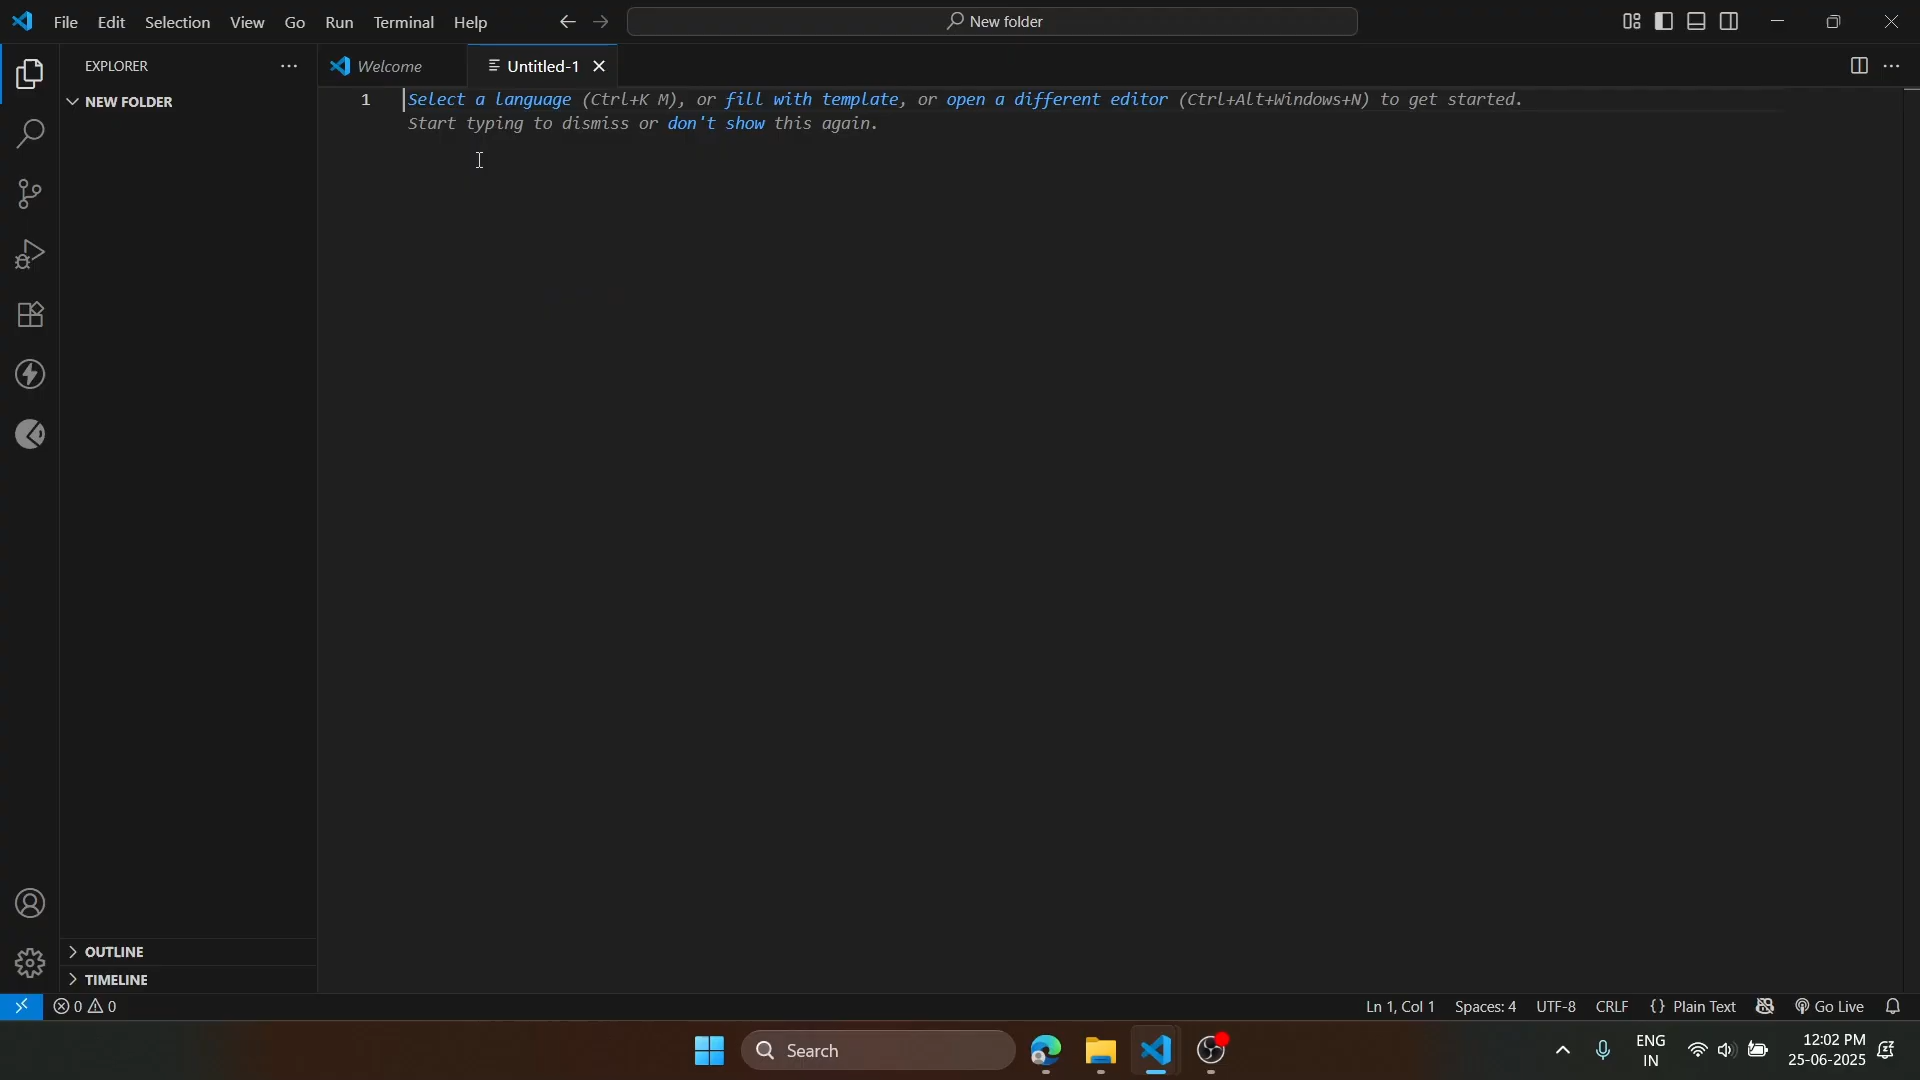 File Edit Selection View Go Run Terminal Help
New folder
EXPLORER
Welcome
Untitled-1
NEW FOLDER
1
Select a language (Ctrl+K M), or fill with template, or open a different editor (Ctrl+Alt+Windows+N) to get started.
Start typing to dismiss or don't show this again.
OUTLINE
TIMELINE
0 0
Ln 1, Col 1 Spaces: 4 UTF-8 CRLF {} Plain Text Go Live
Search
ENG
IN
12:02 PM
25-06-2025